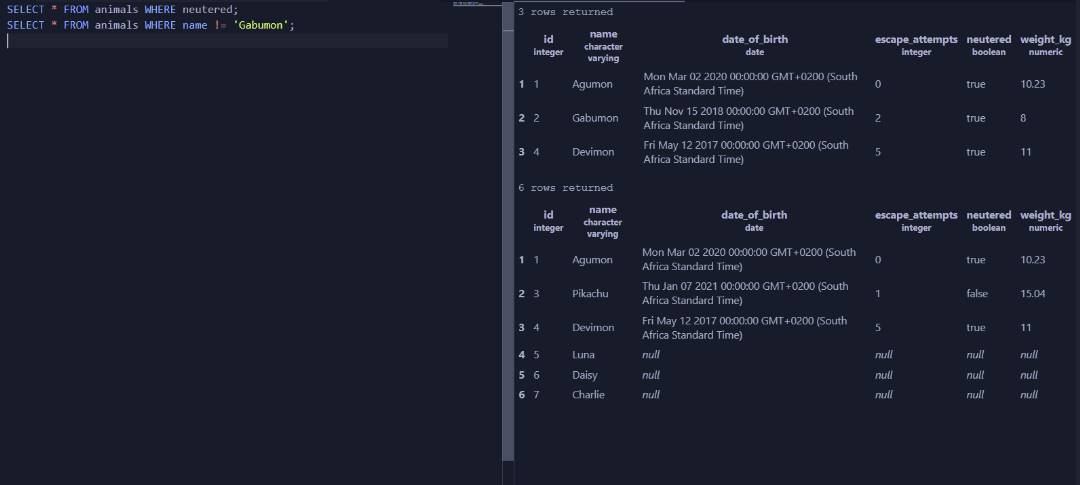 SELECT * FROM animals WHERE neutered;
SELECT * FROM animals WHERE name != 'Gabumon';
3 rows returned
id name date_of_birth escape_attempts neutered weight_kg
integer character varying date integer boolean numeric
1 1 Agumon Mon Mar 02 2020 00:00:00 GMT+0200 (South 0 true 10.23
Africa Standard Time)
2 2 Gabumon Thu Nov 15 2018 00:00:00 GMT+0200 (South 2 true 8
Africa Standard Time)
3 4 Devimon Fri May 12 2017 00:00:00 GMT+0200 (South 5 true 11
Africa Standard Time)
6 rows returned
id name date_of_birth escape_attempts neutered weight_kg
integer character varying date integer boolean numeric
1 1 Agumon Mon Mar 02 2020 00:00:00 GMT+0200 (South 0 true 10.23
Africa Standard Time)
2 3 Pikachu Thu Jan 07 2021 00:00:00 GMT+0200 (South 1 false 15.04
Africa Standard Time)
3 4 Devimon Fri May 12 2017 00:00:00 GMT+0200 (South 5 true 11
Africa Standard Time)
4 5 Luna null null null null
5 6 Daisy null null null null
6 7 Charlie null null null null